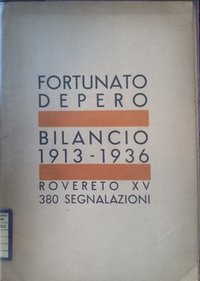 FORTUNATO
DEPERO
BILANCIO
1913-1936
ROVERETO XV
380 SEGNALAZIONI